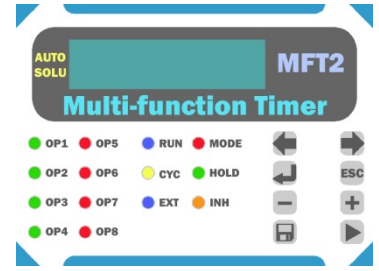 AUTO
SOLU
MFT2
Multi-function Timer
OP1 OP5 RUN MODE
OP2 OP6 CYC HOLD
OP3 OP7 EXT INH
OP4 OP8
ESC